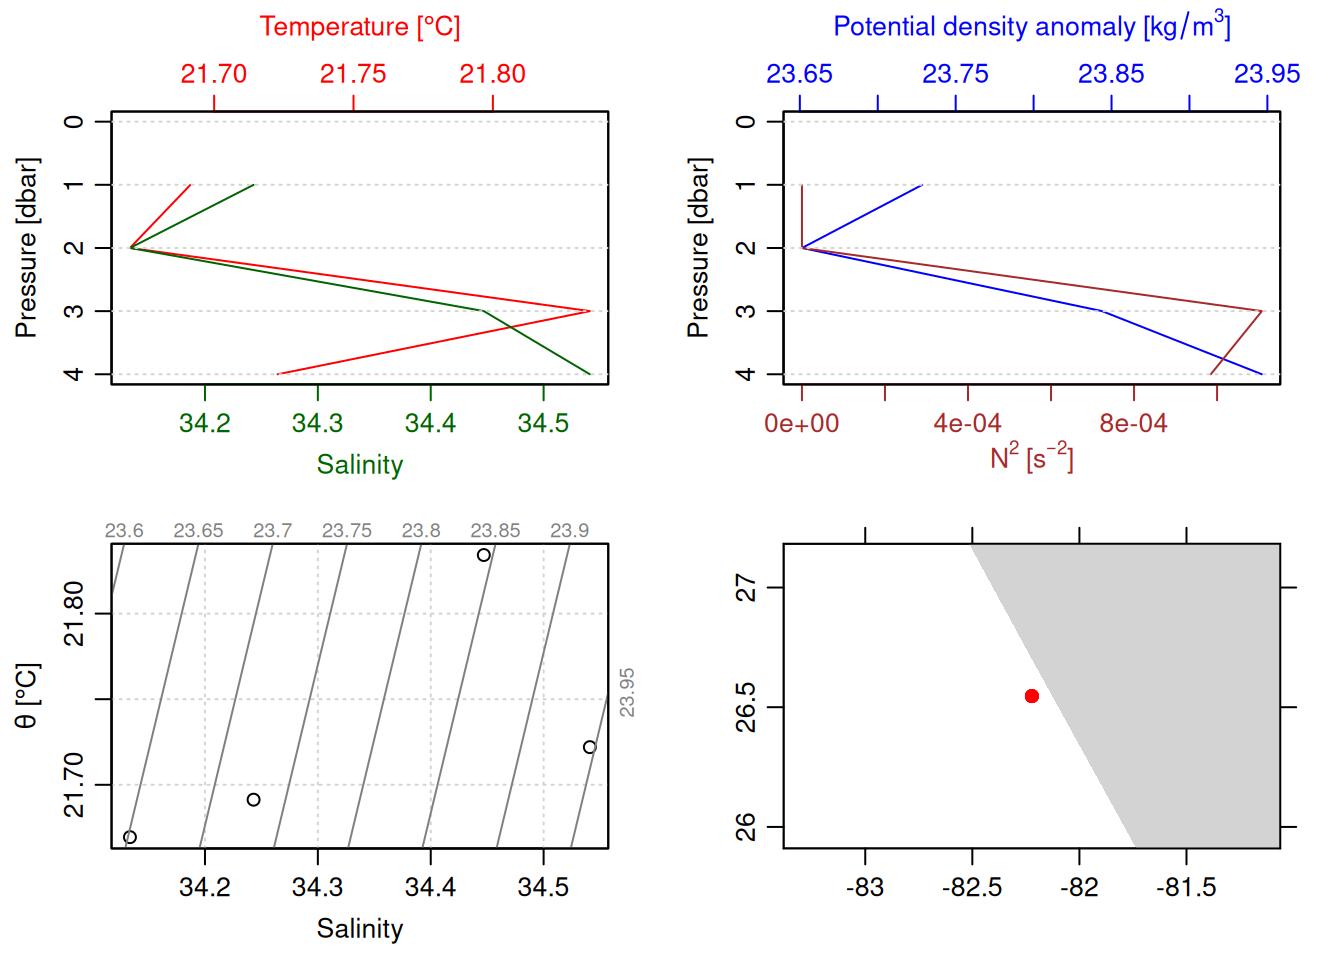 Temperature [°C]
21.70 21.75 21.80
0
1
2
3
4
Pressure [dbar]
34.2 34.3 34.4 34.5
Salinity
Potential density anomaly [kg/m³]
23.65 23.75 23.85 23.95
0
1
2
3
4
Pressure [dbar]
0e+00 4e-04 8e-04
N² [s⁻²]
23.6 23.65 23.7 23.75 23.8 23.85 23.9
23.95
21.80
21.70
θ [°C]
34.2 34.3 34.4 34.5
Salinity
27
26.5
26
-83 -82.5 -82 -81.5